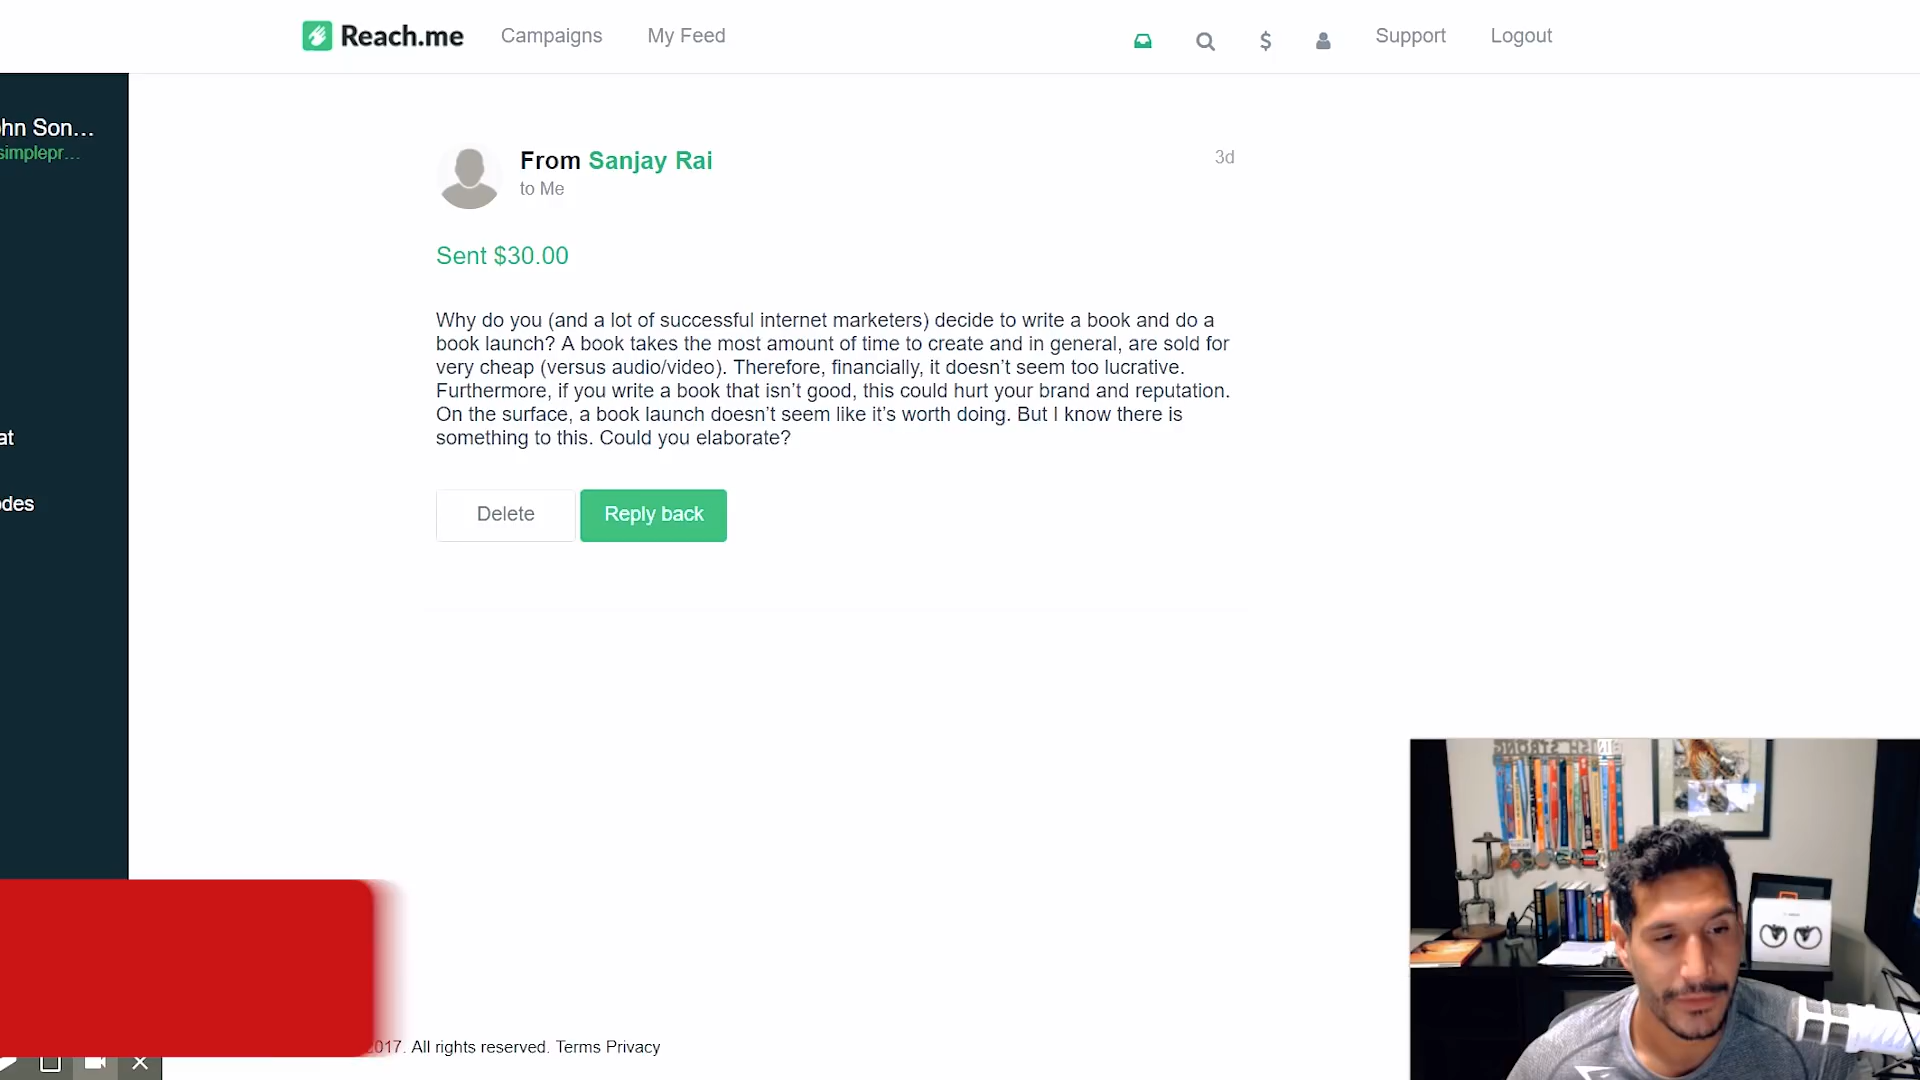 Reach.me
Campaigns
My Feed
Support
Logout
hn Son...
simplepr...
From Sanjay Rai
to Me
3d
Sent $30.00
Why do you (and a lot of successful internet marketers) decide to write a book and do a
book launch? A book takes the most amount of time to create and in general, are sold for
very cheap (versus audio/video). Therefore, financially, it doesn't seem too lucrative.
Furthermore, if you write a book that isn't good, this could hurt your brand and reputation.
On the surface, a book launch doesn't seem like it's worth doing. But I know there is
something to this. Could you elaborate?
at
odes
Delete
Reply back
2017. All rights reserved. Terms Privacy